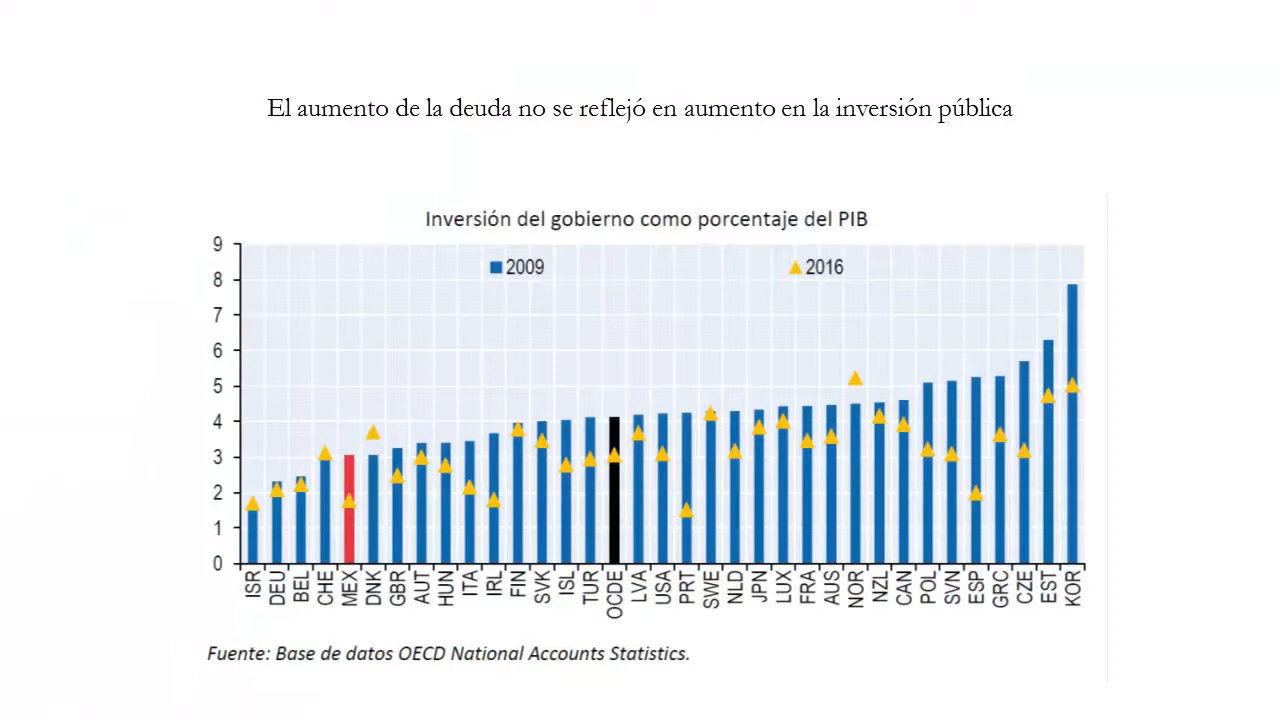 El aumento de la deuda no se reflejó en aumento en la inversión pública
Inversión del gobierno como porcentaje del PIB
2009 2016
9
8
7
6
5
4
3
2
1
0
ISR DEU BEL CHE MEX DNK GBR AUT HUN ITA IRL FIN SVK ISL TUR OCDE LVA USA PRT SWE NLD JPN LUX FRA AUS NOR NZL CAN POL SVN ESP GRC CZE EST KOR
Fuente: Base de datos OECD National Accounts Statistics.